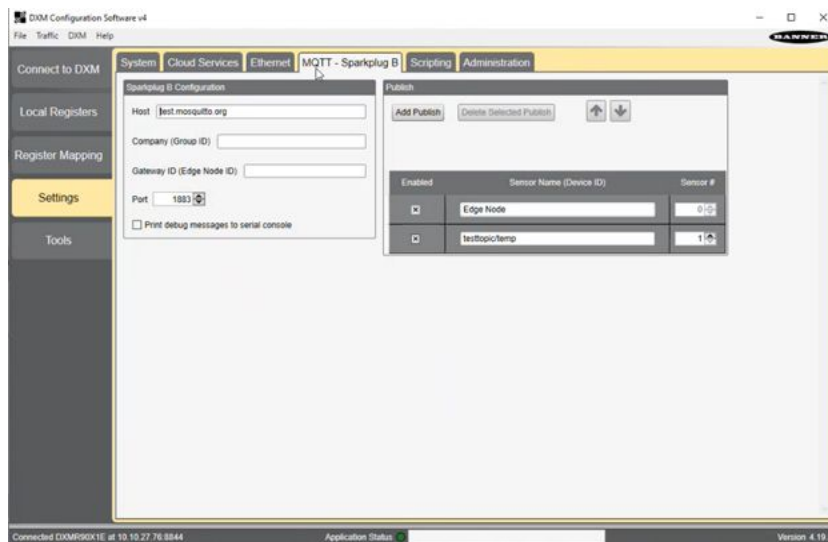 DXM Configuration Software v4
File Traffic DXM Help
BANNER
Connect to DXM
Local Registers
Register Mapping
Settings
Tools
System Cloud Services Ethernet MQTT - Sparkplug B Scripting Administration
Sparkplug B Configuration
Host test.mosquitto.org
Company (Group ID)
Gateway ID (Edge Node ID)
Port 1883
Print debug messages to serial console
Publish
Add Publish Delete Selected Publish
Enabled Sensor Name (Device ID) Sensor #
Edge Node 0
testtopic/temp 1
Connected DXMR90X1E at 10.10.27.76:8844 Application Status Version 4.19